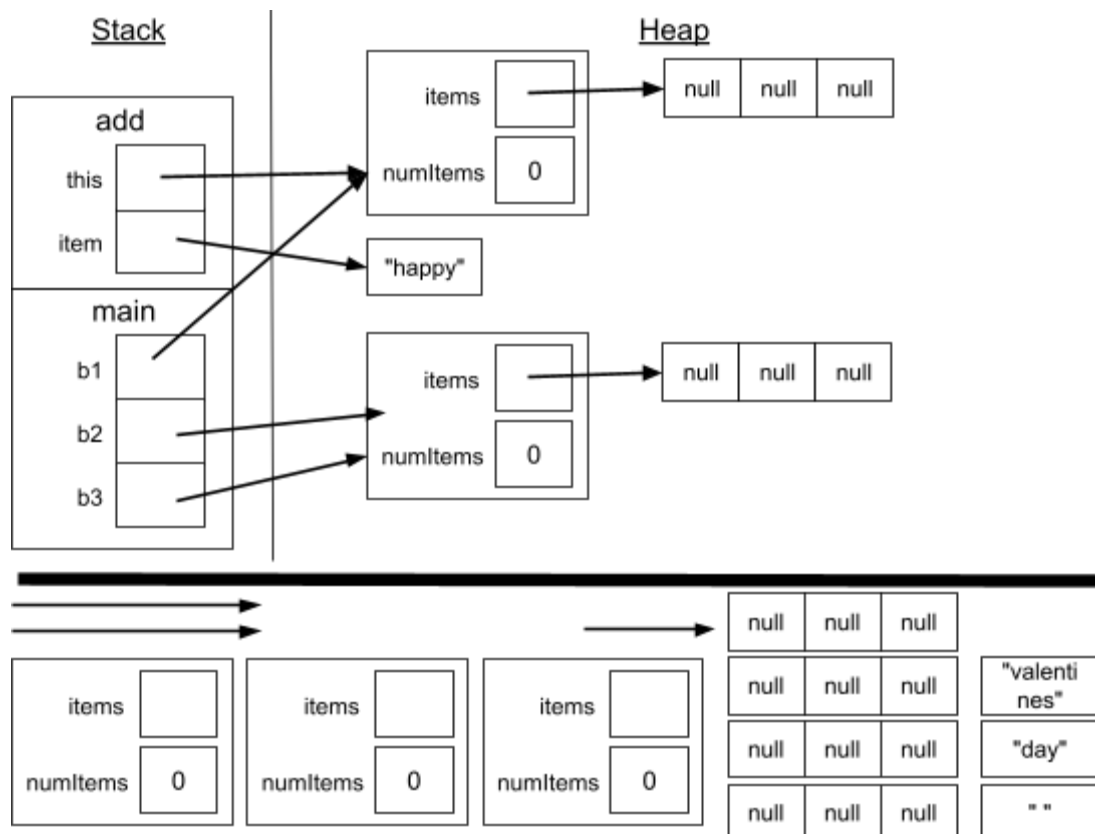 Stack
Heap
items
null null null
add
this
numItems 0
item
"happy"
main
b1
items
null null null
b2
numItems 0
b3
null null null
items
items
items
null null null
"valenti
nes"
numItems 0
numItems 0
numItems 0
null null null
"day"
null null null
" "